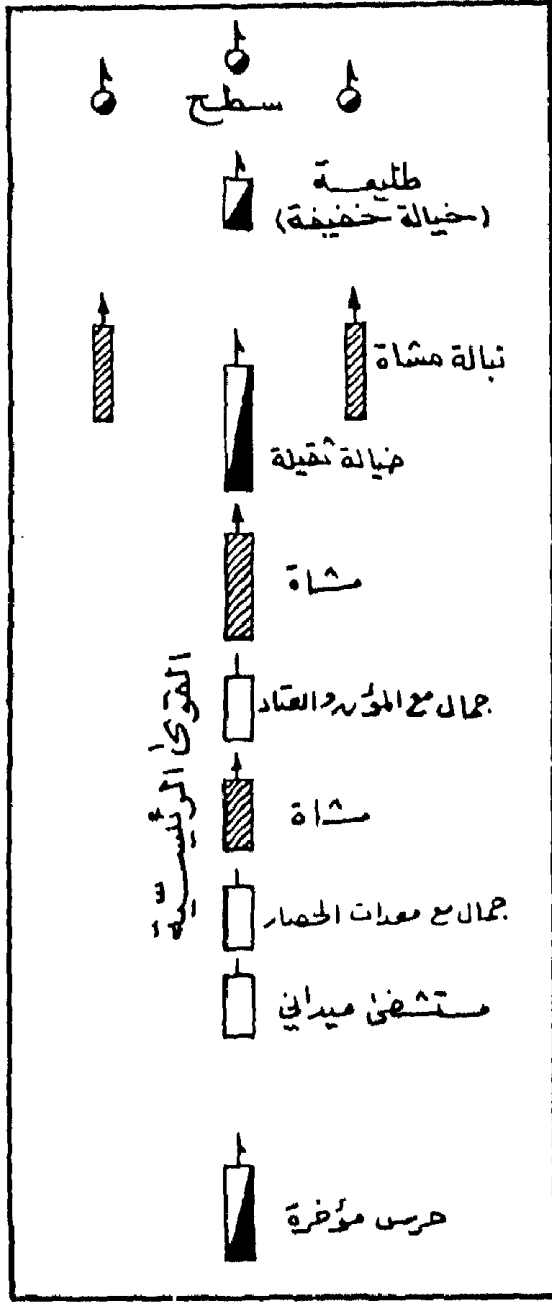 سطح
طليعة
(خيالة خفيفة)
نبالة مشاة
خيالة ثقيلة
مشاة
القوى الرئيسية
جمال مع المؤن والعتاد
مشاة
جمال مع معدات الحصار
مستشفى ميداني
حرس مؤخرة